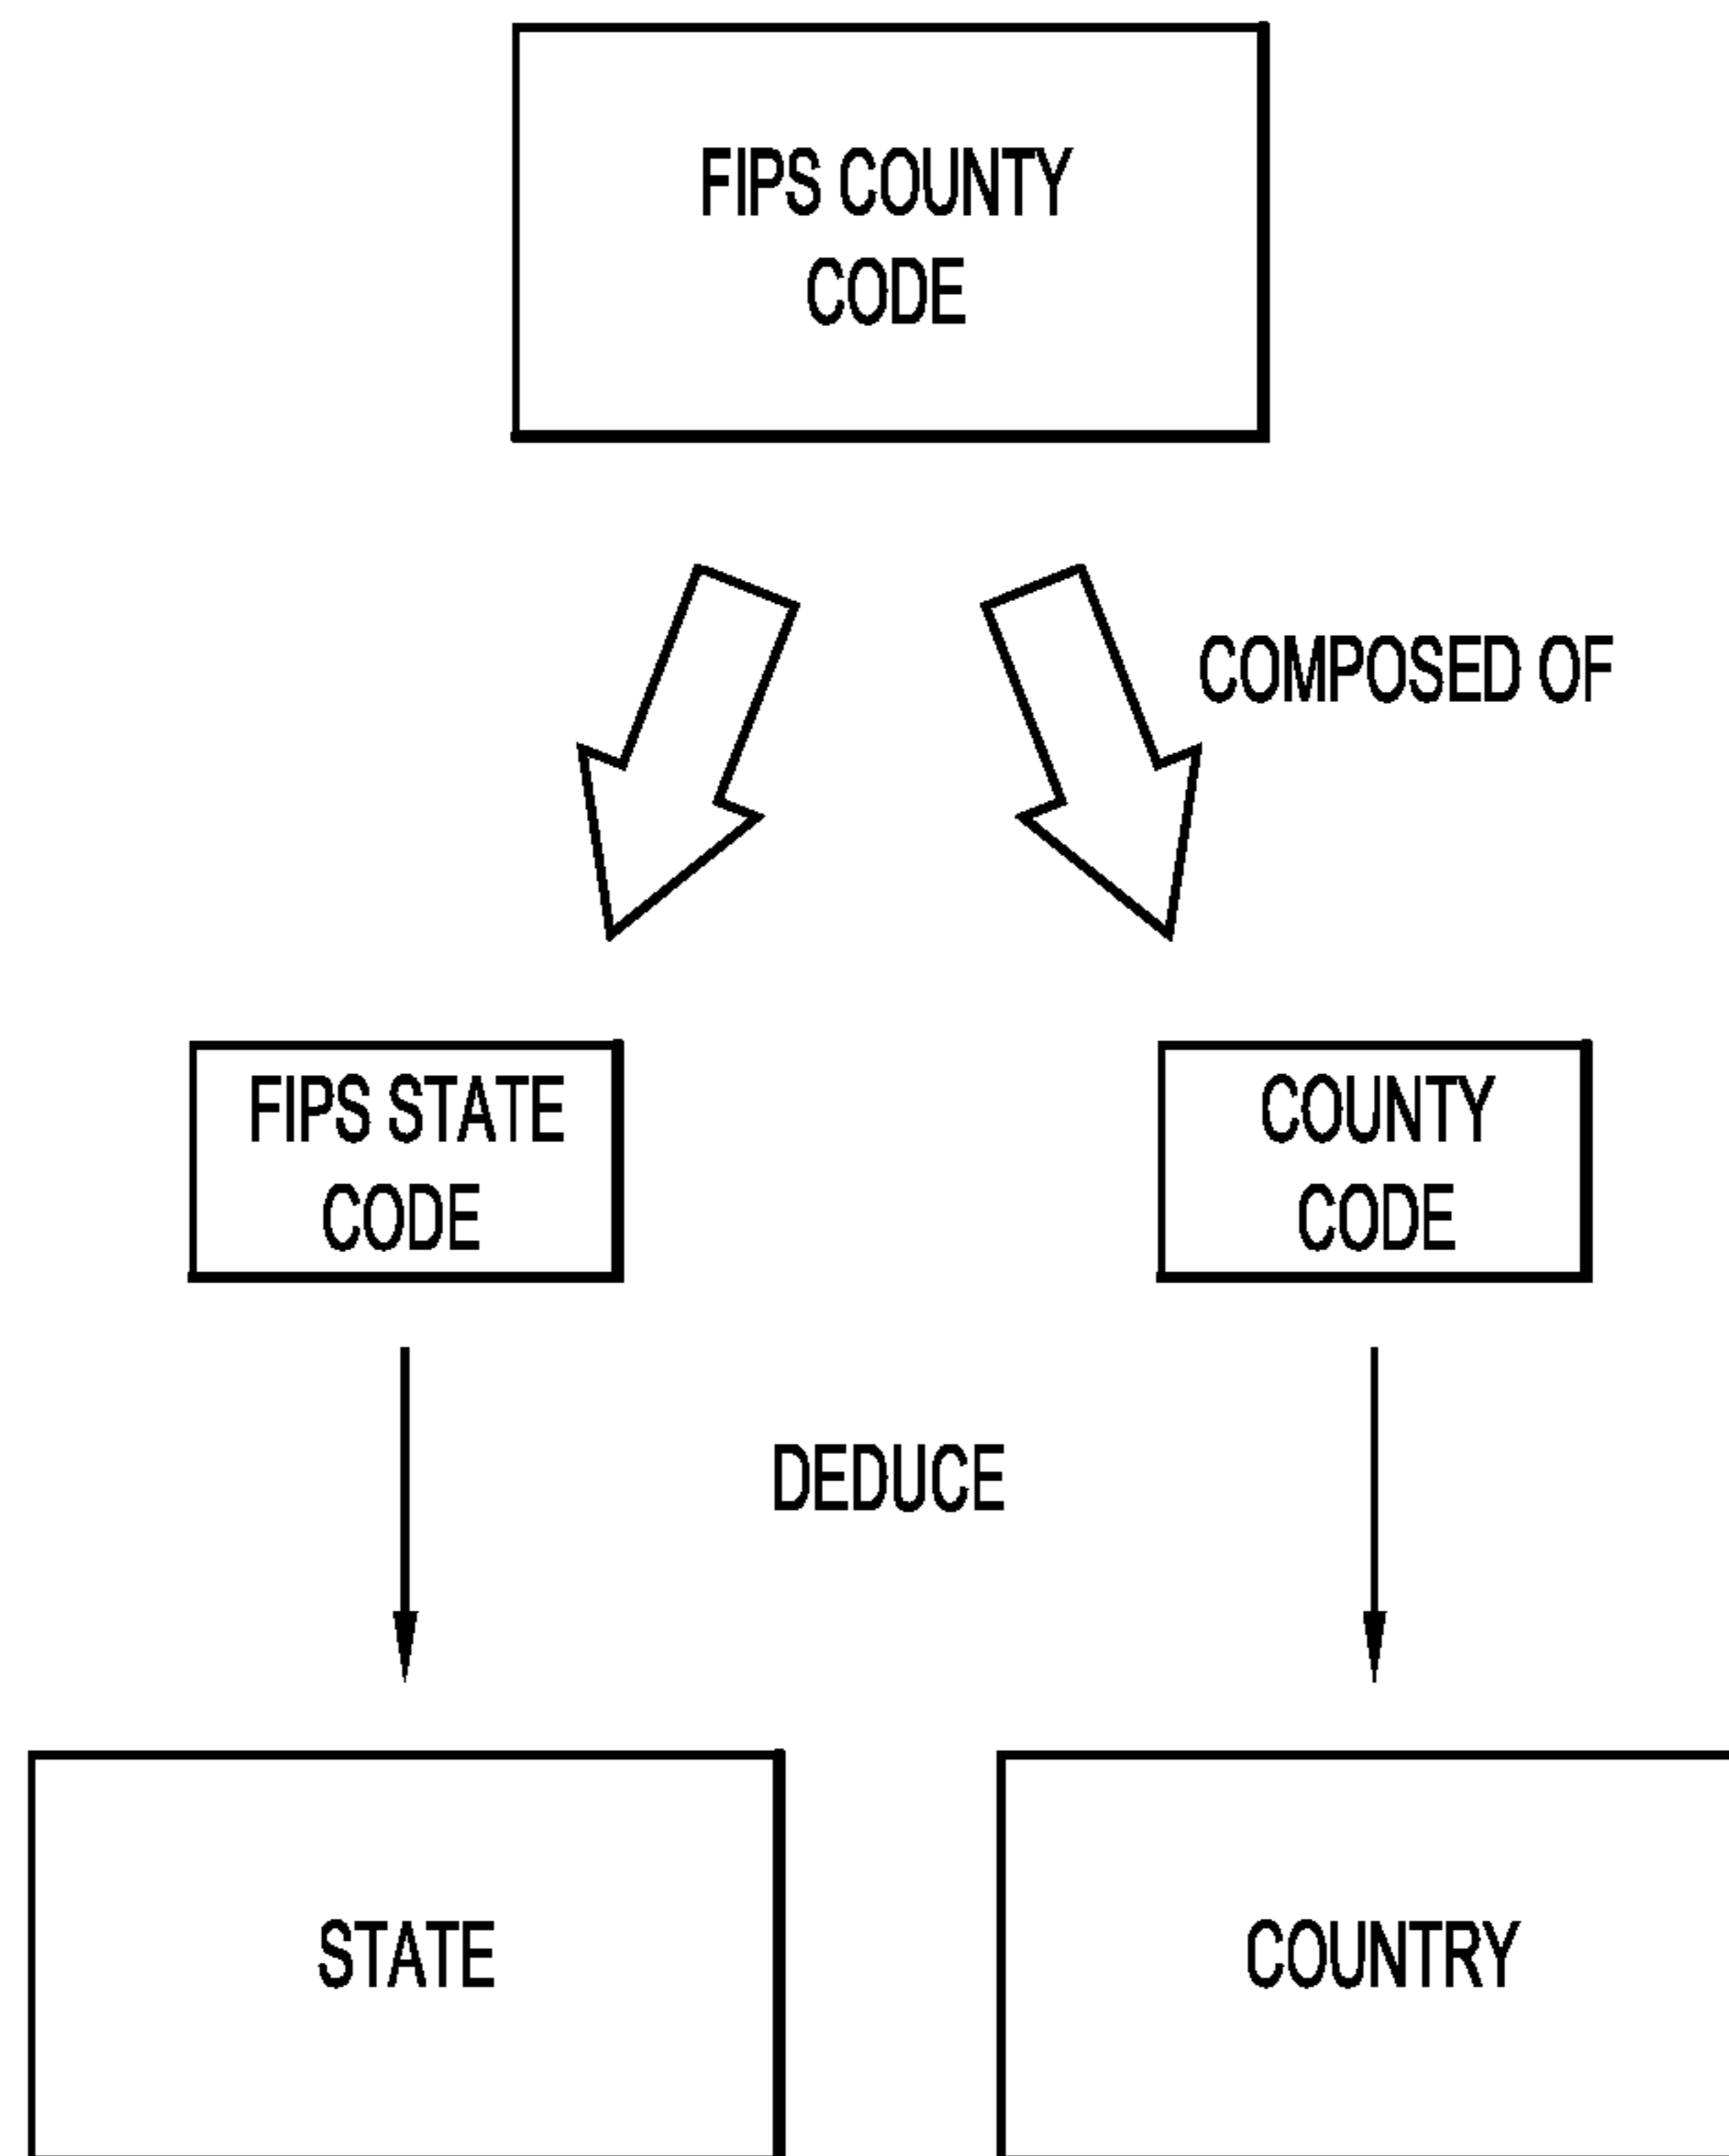 FIPS COUNTY
CODE
COMPOSED OF
FIPS STATE
CODE
COUNTY
CODE
DEDUCE
STATE
COUNTRY